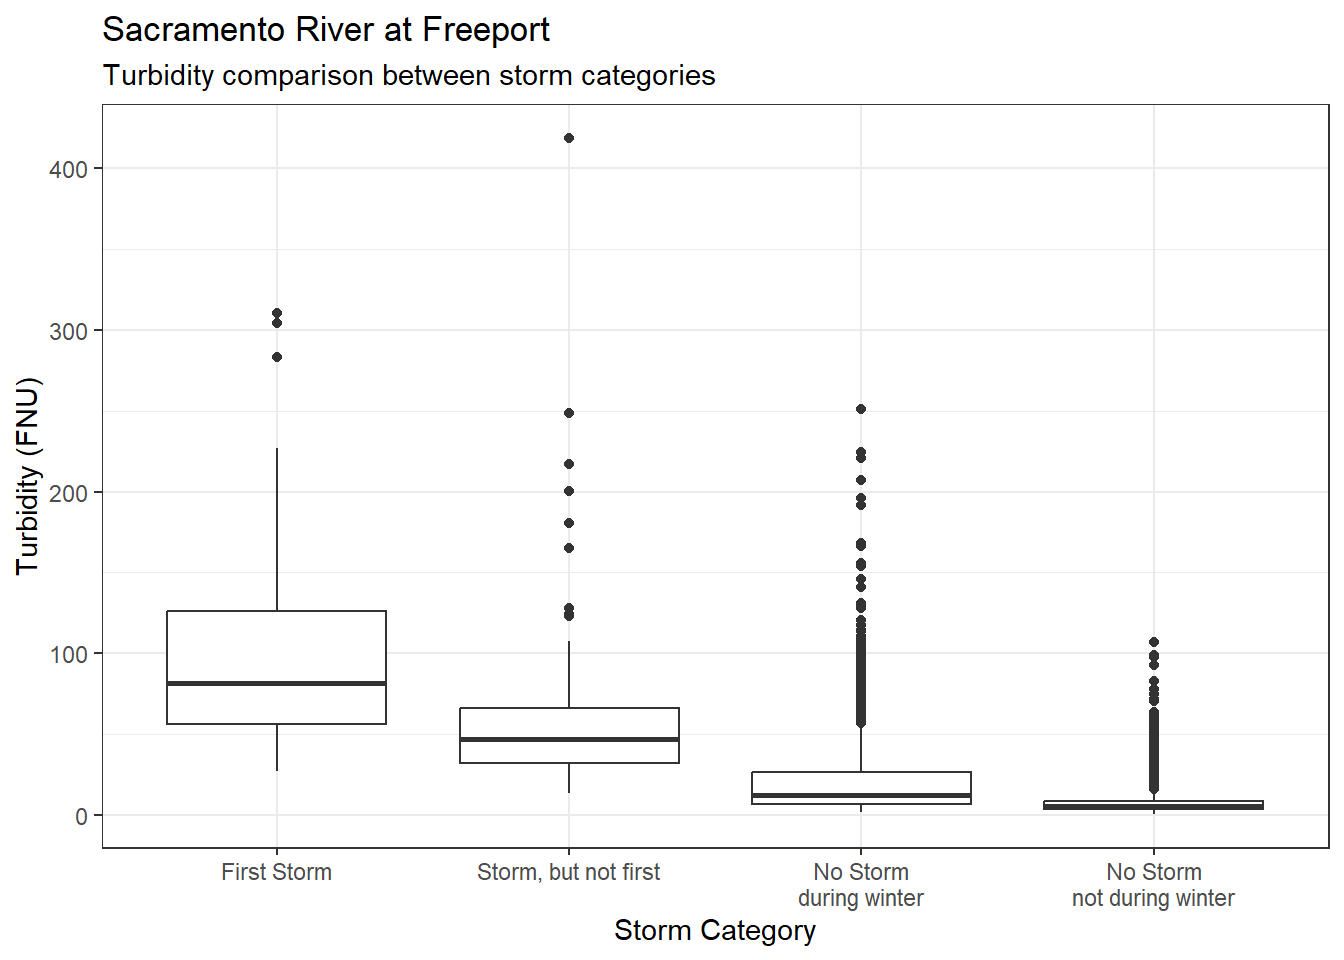 Sacramento River at Freeport
Turbidity comparison between storm categories
Turbidity (FNU)
400
300
200
100
0
First Storm
Storm, but not first
No Storm
during winter
No Storm
not during winter
Storm Category